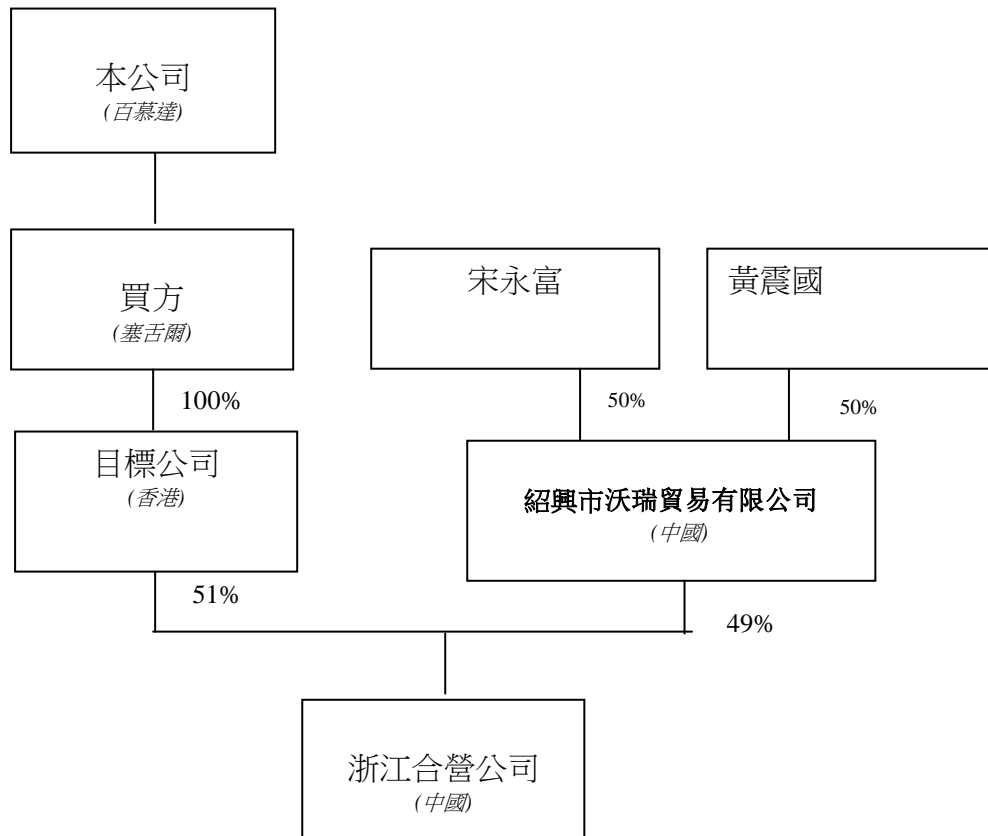 本公司
(百慕達)
買方
(塞舌爾)
宋永富
黃震國
100%
50%
50%
目標公司
(香港)
紹興市沃瑞貿易有限公司
(中國)
51%
49%
浙江合營公司
(中國)